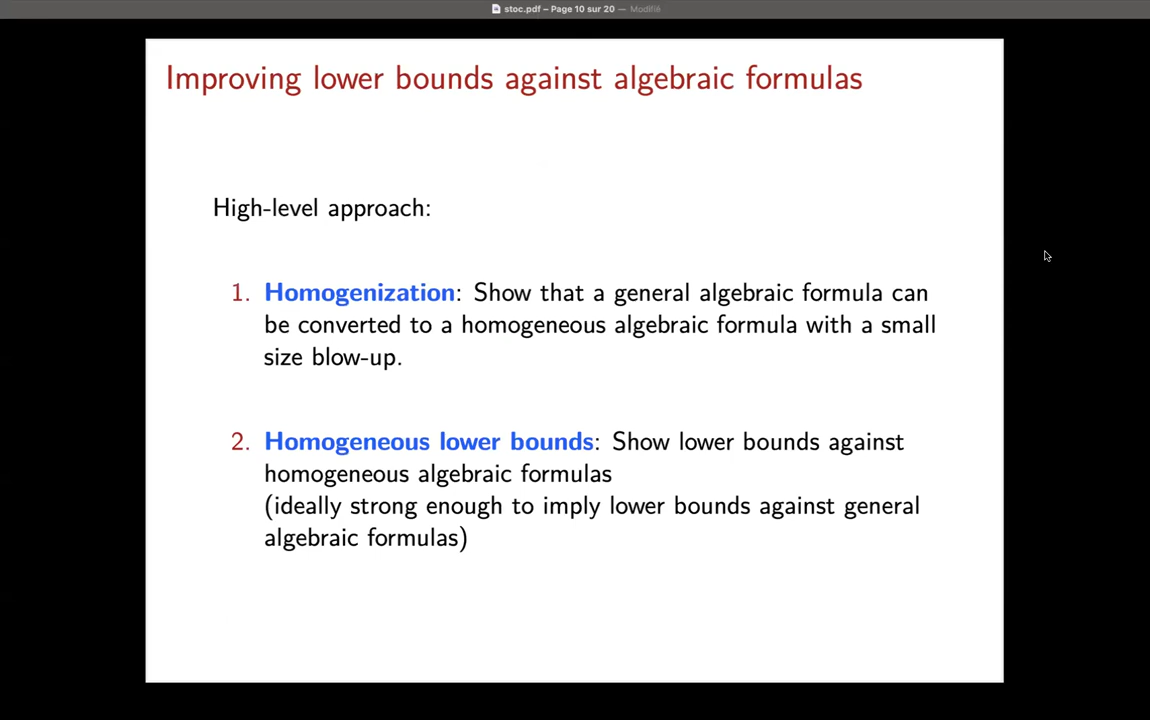 stoc.pdf – Page 10 sur 20 — Modifié
Improving lower bounds against algebraic formulas
High-level approach:
1. Homogenization: Show that a general algebraic formula can
be converted to a homogeneous algebraic formula with a small
size blow-up.
2. Homogeneous lower bounds: Show lower bounds against
homogeneous algebraic formulas
(ideally strong enough to imply lower bounds against general
algebraic formulas)